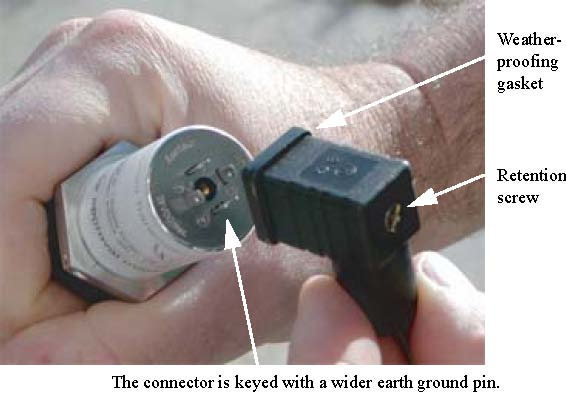 Weather-
proofing
gasket
Retention
screw
The connector is keyed with a wider earth ground pin.